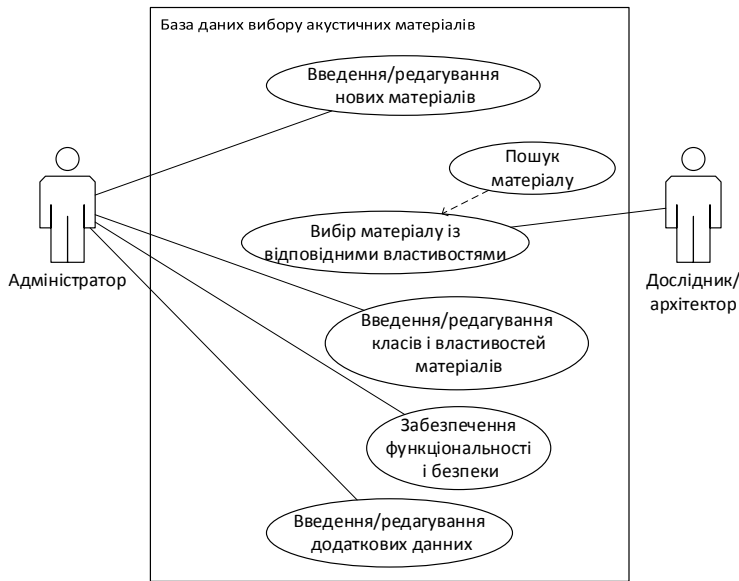 База даних вибору акустичних матеріалів
Введення/редагування
нових матеріалів
Пошук
матеріалу
Вибір матеріалу із
відповідними властивостями
Адміністратор
Дослідник/
архітектор
Введення/редагування
класів і властивостей
матеріалів
Забезпечення
функціональності
і безпеки
Введення/редагування
додаткових данних